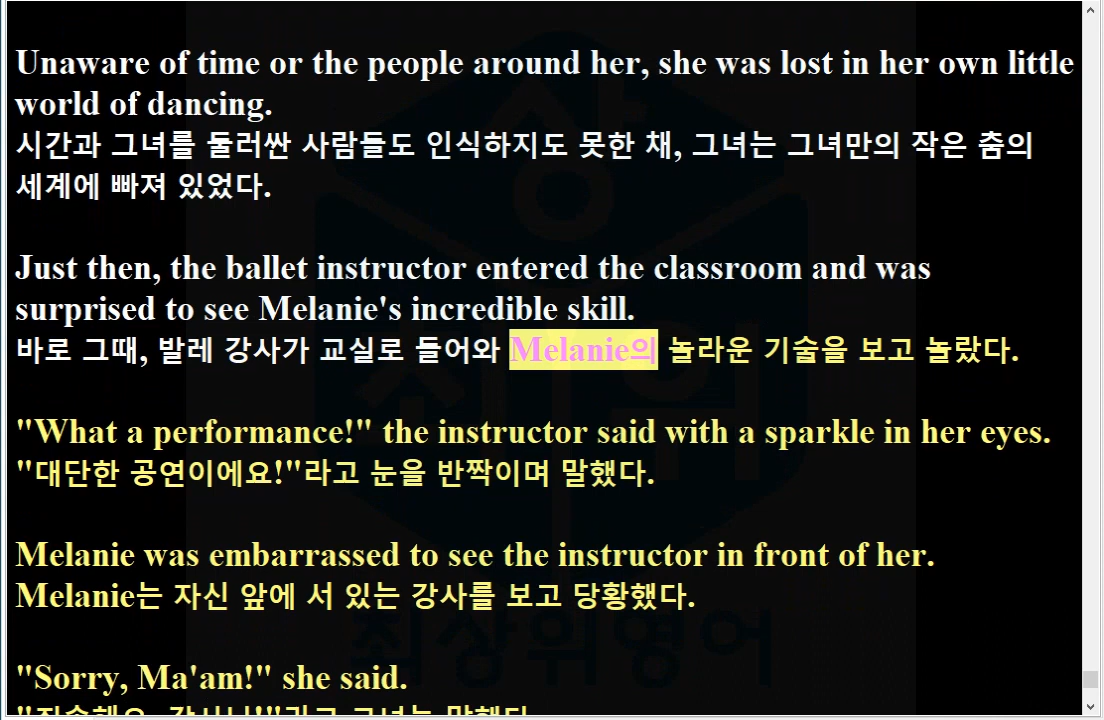 Unaware of time or the people around her, she was lost in her own little
world of dancing.
시간과 그녀를 둘러싼 사람들도 인식하지도 못한 채, 그녀는 그녀만의 작은 춤의
세계에 빠져 있었다.
Just then, the ballet instructor entered the classroom and was
surprised to see Melanie's incredible skill.
바로 그때, 발레 강사가 교실로 들어와 Melanie의 놀라운 기술을 보고 놀랐다.
"What a performance!" the instructor said with a sparkle in her eyes.
"대단한 공연이에요!"라고 눈을 반짝이며 말했다.
Melanie was embarrassed to see the instructor in front of her.
Melanie는 자신 앞에 서 있는 강사를 보고 당황했다.
최상위영어
"Sorry, Ma'am!" she said.